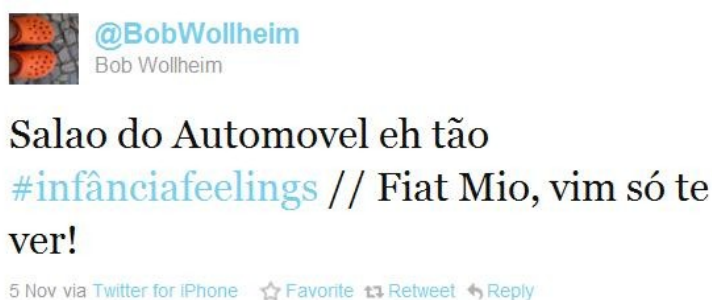 @BobWollheim
Bob Wollheim
Salao do Automovel eh tão
#infânciafeelings // Fiat Mio, vim só te
ver!
5 Nov via Twitter for iPhone Favorite Retweet Reply